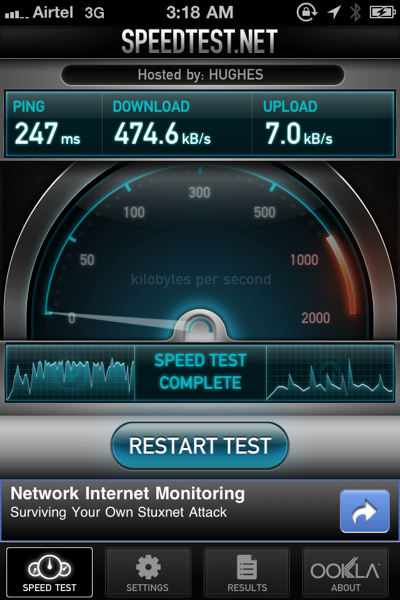 Airtel 3G 3:18 AM
SPEEDTEST.NET
Hosted by: HUGHES
PING DOWNLOAD UPLOAD
247 ms 474.6 kB/s 7.0 kB/s
300
100 500
50 1000
kilobytes per second
0 2000
SPEED TEST
COMPLETE
RESTART TEST
Network Internet Monitoring
Surviving Your Own Stuxnet Attack
SPEED TEST SETTINGS RESULTS OOKLA ABOUT